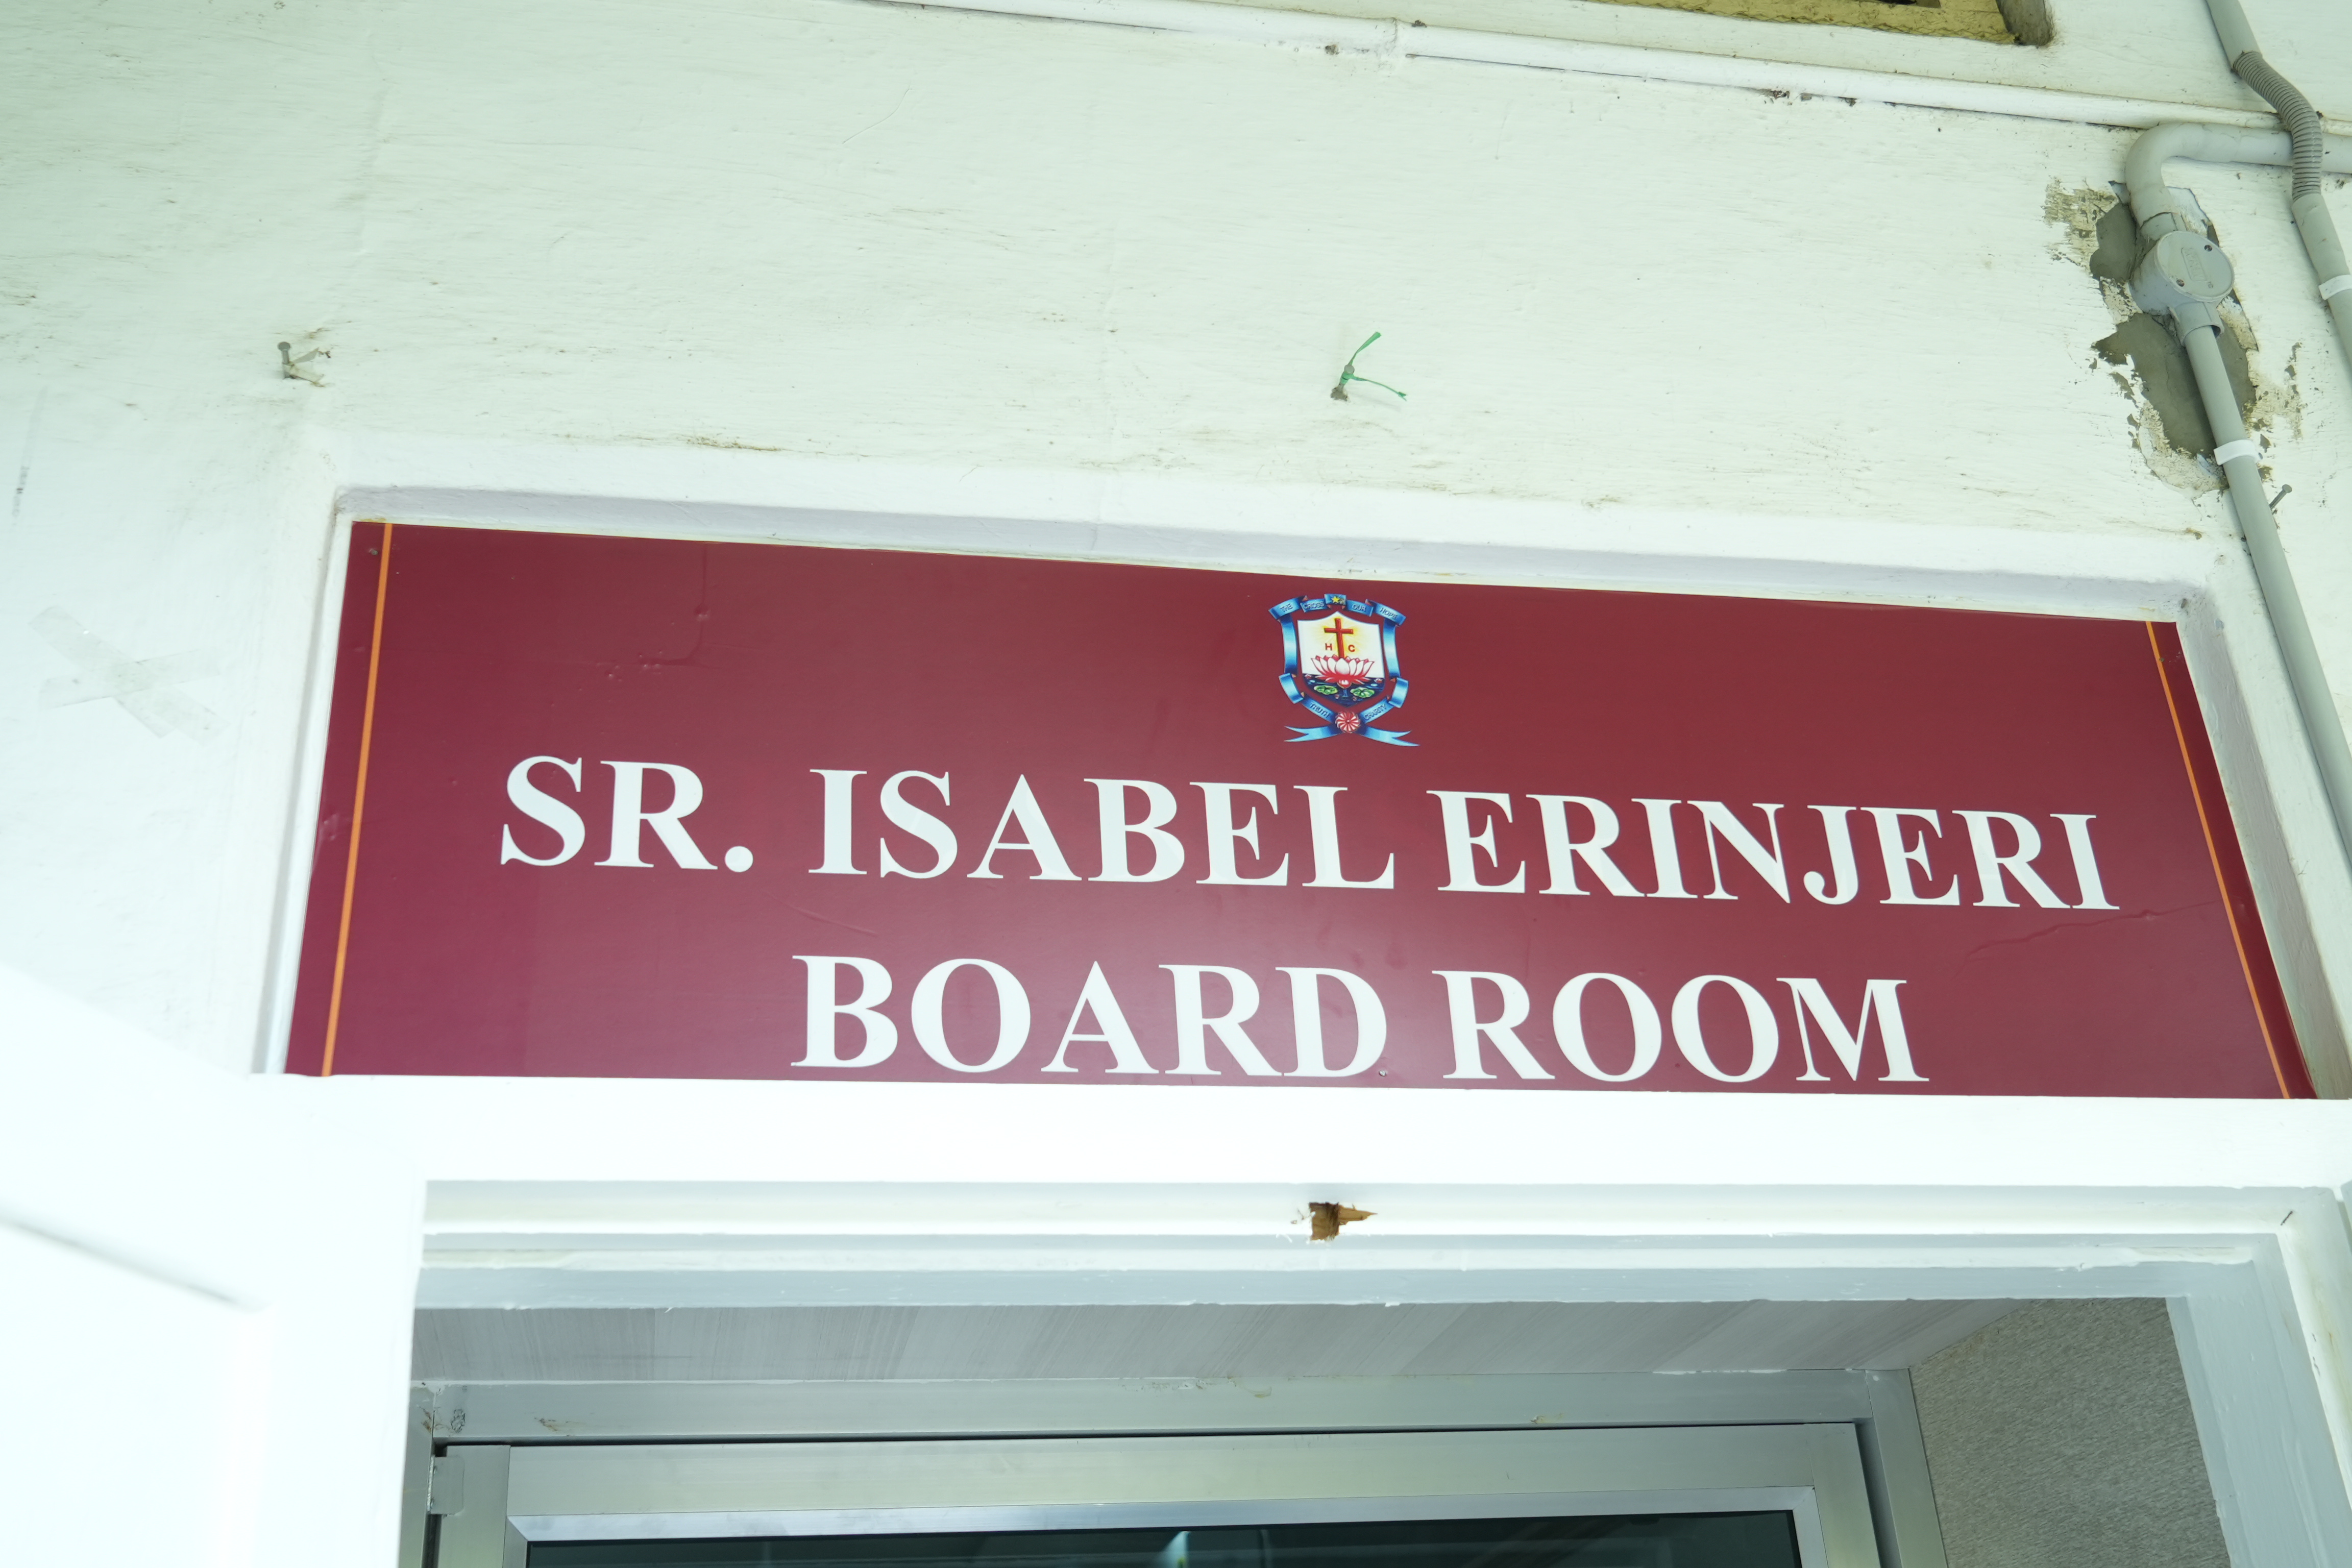 H C
SR. ISABEL ERINJERI
BOARD ROOM